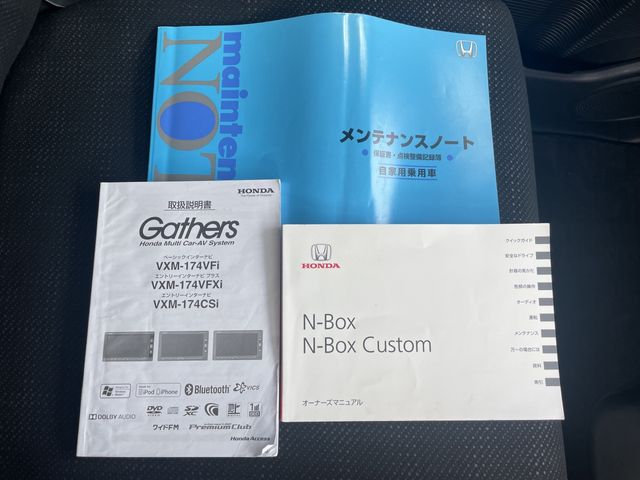 mainten
NOT
メンテナンスノート
保証書・点検整備記録簿
自家用乗用車
取扱説明書
HONDA
Gathers
Honda Multi Car-AV System
ベーシックインターナビ
VXM-174VFi
エントリーインターナビ プラス
VXM-174VFXi
エントリーインターナビ
VXM-174CSi
iPod iPhone
Bluetooth
VICS
DOLBY AUDIO
DVD
SD XC
ワイドFM
PremiumClub
Honda Access
HONDA
N-Box
N-Box Custom
オーナーズマニュアル
クイックガイド
安全なドライブ
計器の見かた
各部の操作
オーディオ
運転
メンテナンス
万一の場合には
資料
索引